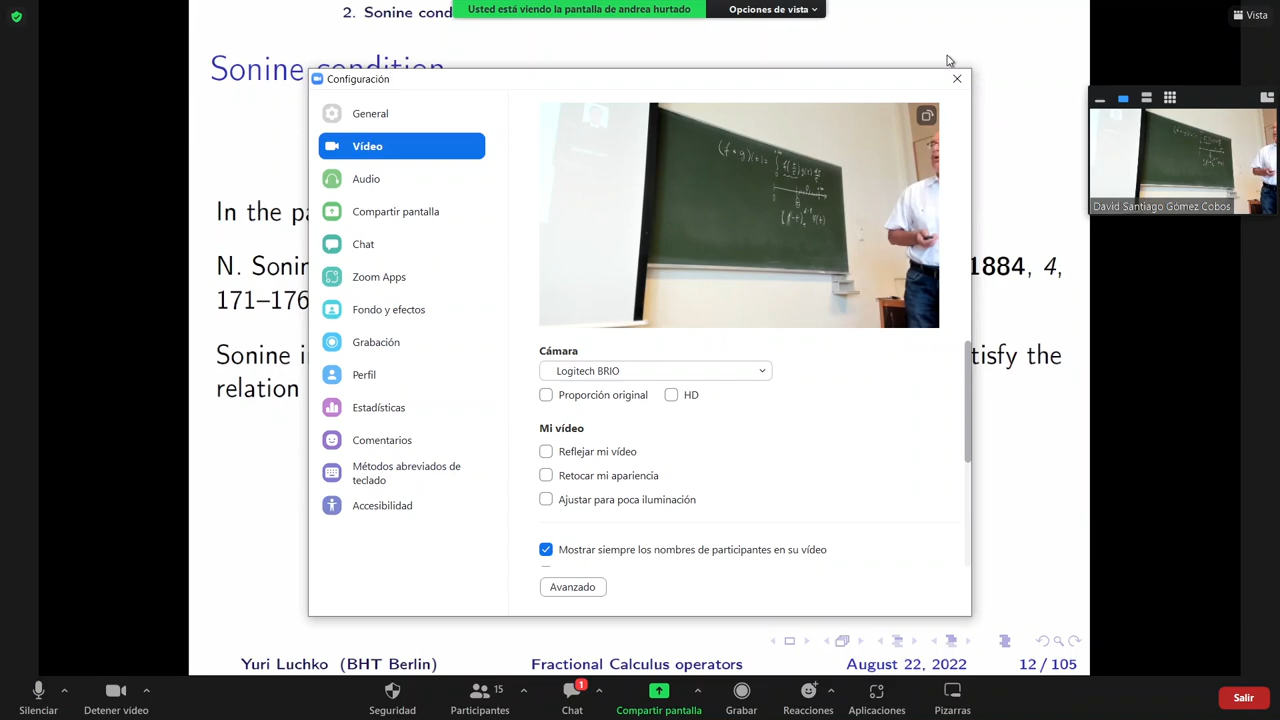 2. Sonine cond
Usted está viendo la pantalla de andrea hurtado
Opciones de vista
Vista
Sonine condition
Configuración
General
Vídeo
Audio
Compartir pantalla
Chat
Zoom Apps
Fondo y efectos
Grabación
Perfil
Estadísticas
Comentarios
Métodos abreviados de
teclado
Accesibilidad
Cámara
Logitech BRIO
Proporción original
HD
Mi vídeo
Reflejar mi vídeo
Retocar mi apariencia
Ajustar para poca iluminación
Mostrar siempre los nombres de participantes en su vídeo
Avanzado
David Santiago Gómez Cobos
In the pa
N. Sonin 1884, 4,
171–176
Sonine i tisfy the
relation
Yuri Luchko (BHT Berlin) Fractional Calculus operators August 22, 2022 12 / 105
Silenciar
Detener vídeo
Seguridad
15
Participantes
1
Chat
Compartir pantalla
Grabar
Reacciones
Aplicaciones
Pizarras
Salir